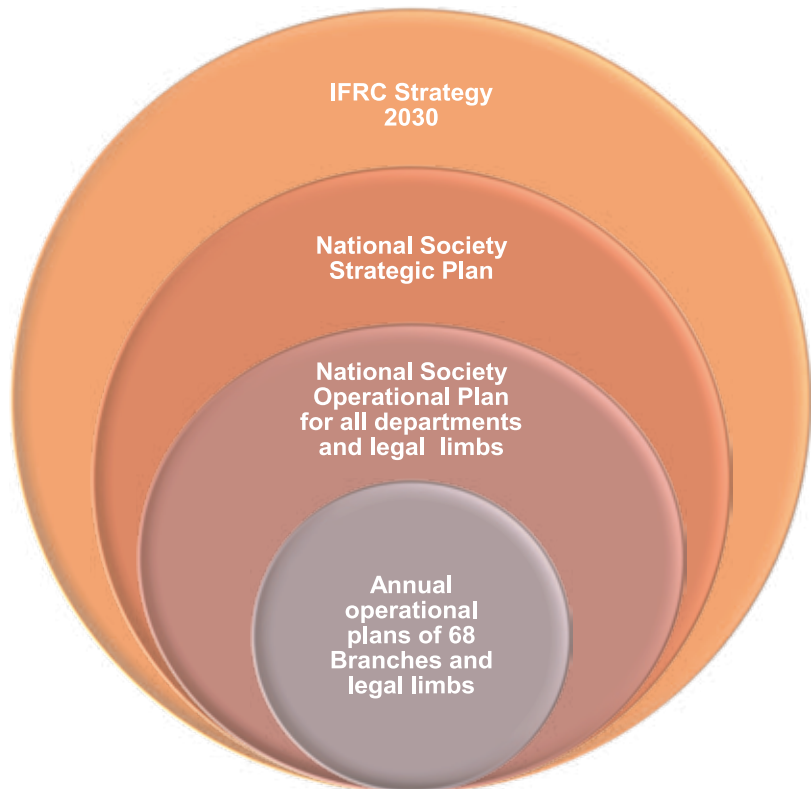 IFRC Strategy
2030
National Society
Strategic Plan
National Society
Operational Plan
for all departments
and legal limbs
Annual
operational
plans of 68
Branches and
legal limbs